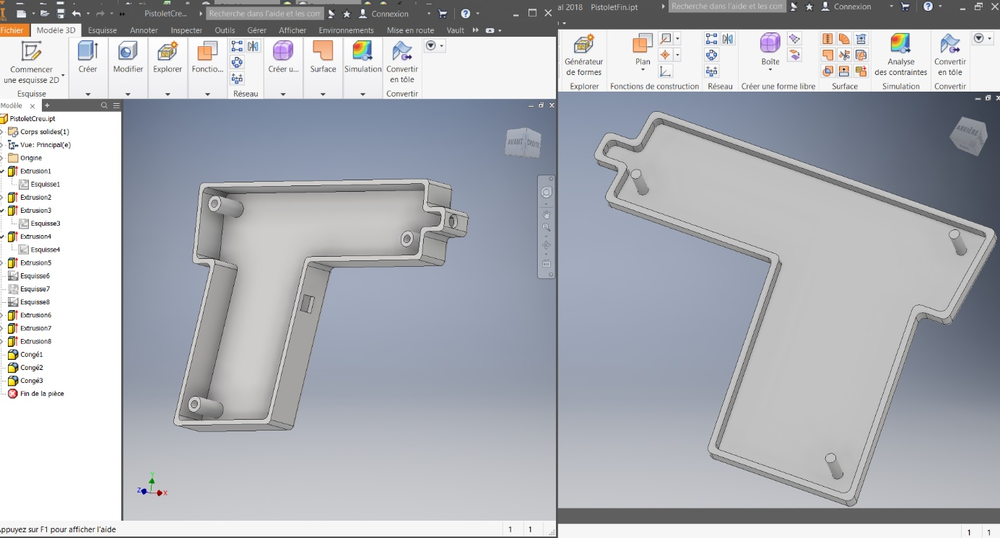 PRO
PistoletCre...
Recherche dans l'aide et les com
Connexion
Fichier
Modèle 3D
Esquisse
Annoter
Inspecter
Outils
Gérer
Afficher
Environnements
Mise en route
Vault
Commencer
une esquisse 2D
Esquisse
Créer
Modifier
Explorer
Fonctio...
Réseau
Créer u...
Surface
Simulation
Convertir
en tôle
Convertir
Modèle
PistoletCreu.ipt
Corps solides(1)
Vue: Principal(e)
Origine
Extrusion1
Esquisse1
Extrusion2
Extrusion3
Esquisse3
Extrusion4
Esquisse4
Extrusion5
Esquisse6
Esquisse7
Esquisse8
Extrusion6
Extrusion7
Extrusion8
Congé1
Congé2
Congé3
Fin de la pièce
AVANT
DROITE
Y
Z
X
ppuyez sur F1 pour afficher l'aide
1 1
al 2018 PistoletFin.ipt
Recherche dans l'aide et les com
Connexion
Générateur
de formes
Explorer
Plan
Fonctions de construction
Réseau
Boîte
Créer une forme libre
Surface
Analyse
des contraintes
Simulation
Convertir
en tôle
Convertir
ARRIÈRE
1 1